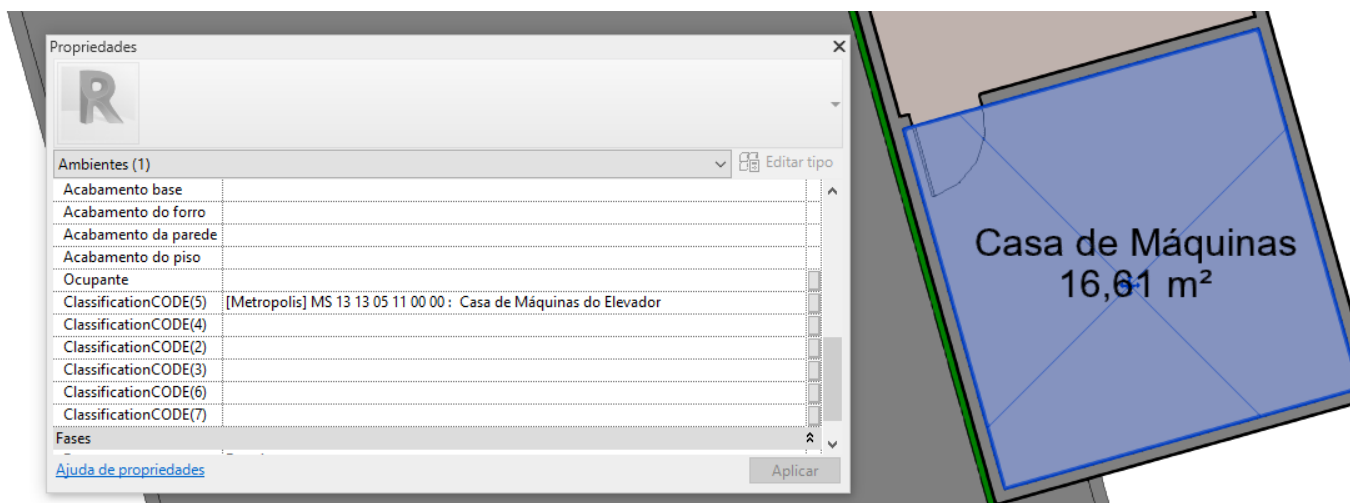 Propriedades
R
Ambientes (1)
Editar tipo
Acabamento base
Acabamento do forro
Acabamento da parede
Acabamento do piso
Ocupante
ClassificationCODE(5) [Metropolis] MS 13 13 05 11 00 00 : Casa de Máquinas do Elevador
ClassificationCODE(4)
ClassificationCODE(2)
ClassificationCODE(3)
ClassificationCODE(6)
ClassificationCODE(7)
Fases
Ajuda de propriedades
Aplicar
Casa de Máquinas
16,61 m²